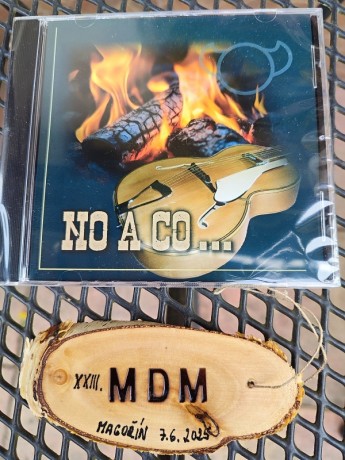 NO A CO...
XXIII. MDM
MAGOŘÍN 7.6.2025